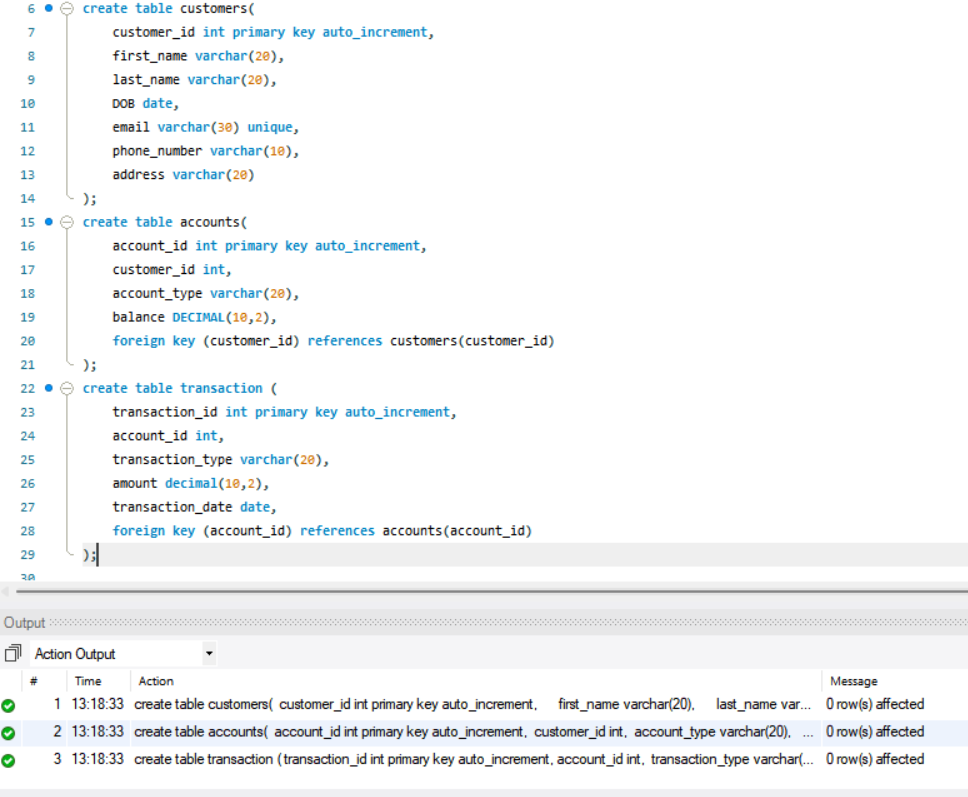 6 create table customers(
7 customer_id int primary key auto_increment,
8 first_name varchar(20),
9 last_name varchar(20),
10 DOB date,
11 email varchar(30) unique,
12 phone_number varchar(10),
13 address varchar(20)
14 );
15 create table accounts(
16 account_id int primary key auto_increment,
17 customer_id int,
18 account_type varchar(20),
19 balance DECIMAL(10,2),
20 foreign key (customer_id) references customers(customer_id)
21 );
22 create table transaction (
23 transaction_id int primary key auto_increment,
24 account_id int,
25 transaction_type varchar(20),
26 amount decimal(10,2),
27 transaction_date date,
28 foreign key (account_id) references accounts(account_id)
29 );
30
Output
Action Output
# Time Action Message
1 13:18:33 create table customers( customer_id int primary key auto_increment, first_name varchar(20), last_name var... 0 row(s) affected
2 13:18:33 create table accounts( account_id int primary key auto_increment, customer_id int, account_type varchar(20), ... 0 row(s) affected
3 13:18:33 create table transaction (transaction_id int primary key auto_increment, account_id int, transaction_type varchar(... 0 row(s) affected